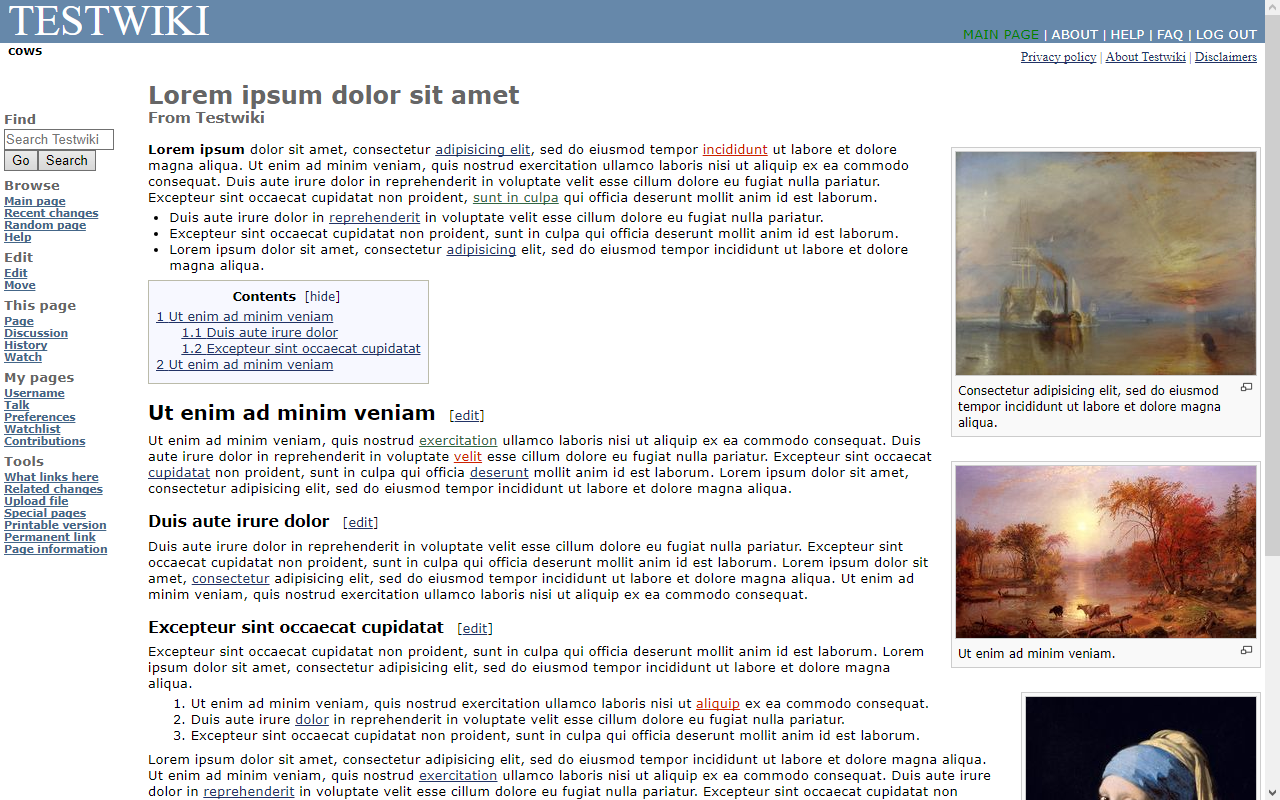 TESTWIKI
MAIN PAGE | ABOUT | HELP | FAQ | LOG OUT
cows
Privacy policy | About Testwiki | Disclaimers
Lorem ipsum dolor sit amet
From Testwiki
Find
Search Testwiki
Go Search
Browse
Main page
Recent changes
Random page
Help
Edit
Edit
Move
This page
Page
Discussion
History
Watch
My pages
Username
Talk
Preferences
Watchlist
Contributions
Tools
What links here
Related changes
Upload file
Special pages
Printable version
Permanent link
Page information
Lorem ipsum dolor sit amet, consectetur adipisicing elit, sed do eiusmod tempor incididunt ut labore et dolore
magna aliqua. Ut enim ad minim veniam, quis nostrud exercitation ullamco laboris nisi ut aliquip ex ea commodo
consequat. Duis aute irure dolor in reprehenderit in voluptate velit esse cillum dolore eu fugiat nulla pariatur.
Excepteur sint occaecat cupidatat non proident, sunt in culpa qui officia deserunt mollit anim id est laborum.
• Duis aute irure dolor in reprehenderit in voluptate velit esse cillum dolore eu fugiat nulla pariatur.
• Excepteur sint occaecat cupidatat non proident, sunt in culpa qui officia deserunt mollit anim id est laborum.
• Lorem ipsum dolor sit amet, consectetur adipisicing elit, sed do eiusmod tempor incididunt ut labore et dolore
magna aliqua.
Contents [hide]
1 Ut enim ad minim veniam
1.1 Duis aute irure dolor
1.2 Excepteur sint occaecat cupidatat
2 Ut enim ad minim veniam
Consectetur adipisicing elit, sed do eiusmod
tempor incididunt ut labore et dolore magna
aliqua.
Ut enim ad minim veniam [edit]
Ut enim ad minim veniam, quis nostrud exercitation ullamco laboris nisi ut aliquip ex ea commodo consequat. Duis
aute irure dolor in reprehenderit in voluptate velit esse cillum dolore eu fugiat nulla pariatur. Excepteur sint occaecat
cupidatat non proident, sunt in culpa qui officia deserunt mollit anim id est laborum. Lorem ipsum dolor sit amet,
consectetur adipisicing elit, sed do eiusmod tempor incididunt ut labore et dolore magna aliqua.
Duis aute irure dolor [edit]
Duis aute irure dolor in reprehenderit in voluptate velit esse cillum dolore eu fugiat nulla pariatur. Excepteur sint
occaecat cupidatat non proident, sunt in culpa qui officia deserunt mollit anim id est laborum. Lorem ipsum dolor sit
amet, consectetur adipisicing elit, sed do eiusmod tempor incididunt ut labore et dolore magna aliqua. Ut enim ad
minim veniam, quis nostrud exercitation ullamco laboris nisi ut aliquip ex ea commodo consequat.
Ut enim ad minim veniam.
Excepteur sint occaecat cupidatat [edit]
Excepteur sint occaecat cupidatat non proident, sunt in culpa qui officia deserunt mollit anim id est laborum. Lorem
ipsum dolor sit amet, consectetur adipisicing elit, sed do eiusmod tempor incididunt ut labore et dolore magna
aliqua.
1. Ut enim ad minim veniam, quis nostrud exercitation ullamco laboris nisi ut aliquip ex ea commodo consequat.
2. Duis aute irure dolor in reprehenderit in voluptate velit esse cillum dolore eu fugiat nulla pariatur.
3. Excepteur sint occaecat cupidatat non proident, sunt in culpa qui officia deserunt mollit anim id est laborum.
Lorem ipsum dolor sit amet, consectetur adipisicing elit, sed do eiusmod tempor incididunt ut labore et dolore magna aliqua.
Ut enim ad minim veniam, quis nostrud exercitation ullamco laboris nisi ut aliquip ex ea commodo consequat. Duis aute irure
dolor in reprehenderit in voluptate velit esse cillum dolore eu fugiat nulla pariatur. Excepteur sint occaecat cupidatat non